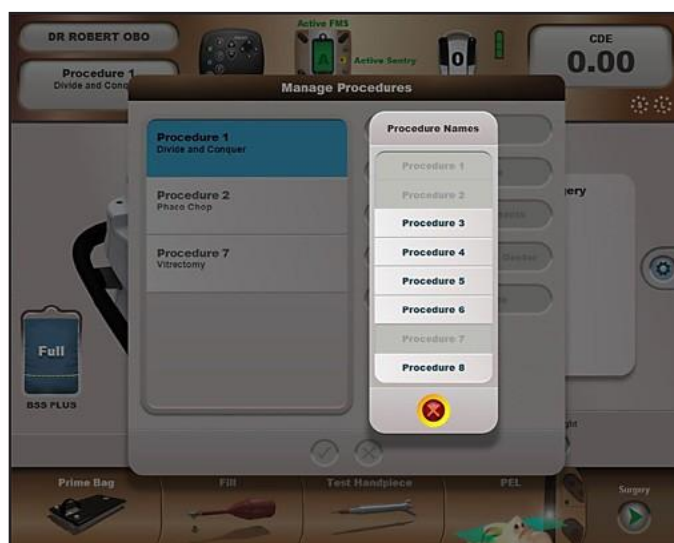 DR ROBERT OBO
Procedure 1
Divide and Conq
Active FMS
A
Active Sentry
0
CDE
0.00
Manage Procedures
Procedure 1
Divide and Conquer
Procedure 2
Phaco Chop
Procedure 7
Vitrectomy
Procedure Names
Procedure 1
Procedure 2
Procedure 3
Procedure 4
Procedure 5
Procedure 6
Procedure 7
Procedure 8
Full
BSS PLUS
Prime Bag
Fill
Test Handpiece
PEL
Surgery